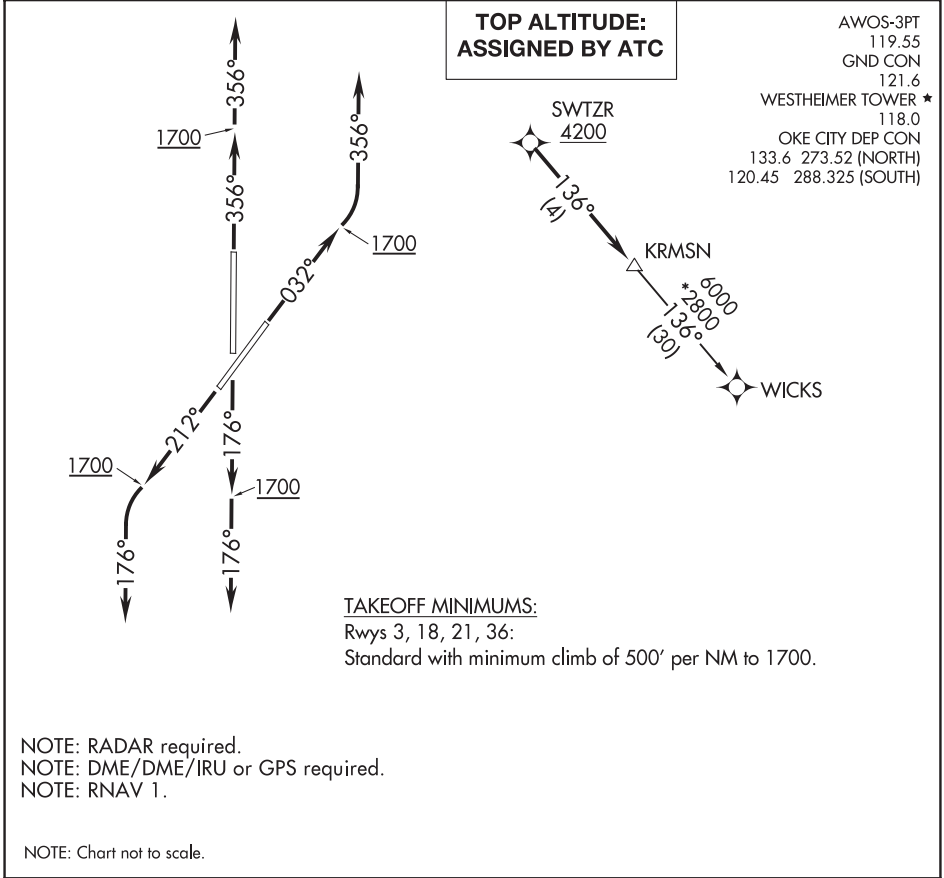 TOP ALTITUDE:
ASSIGNED BY ATC
AWOS-3PT
119.55
GND CON
121.6
WESTHEIMER TOWER ★
118.0
OKE CITY DEP CON
133.6 273.52 (NORTH)
120.45 288.325 (SOUTH)
356°
1700
356°
356°
1700
032°
212°
176°
1700
1700
176°
176°
SWTZR
4200
136°
(4)
KRMSN
6000
*2800
136°
(30)
WICKS
TAKEOFF MINIMUMS:
Rwys 3, 18, 21, 36:
Standard with minimum climb of 500' per NM to 1700.
NOTE: RADAR required.
NOTE: DME/DME/IRU or GPS required.
NOTE: RNAV 1.
NOTE: Chart not to scale.